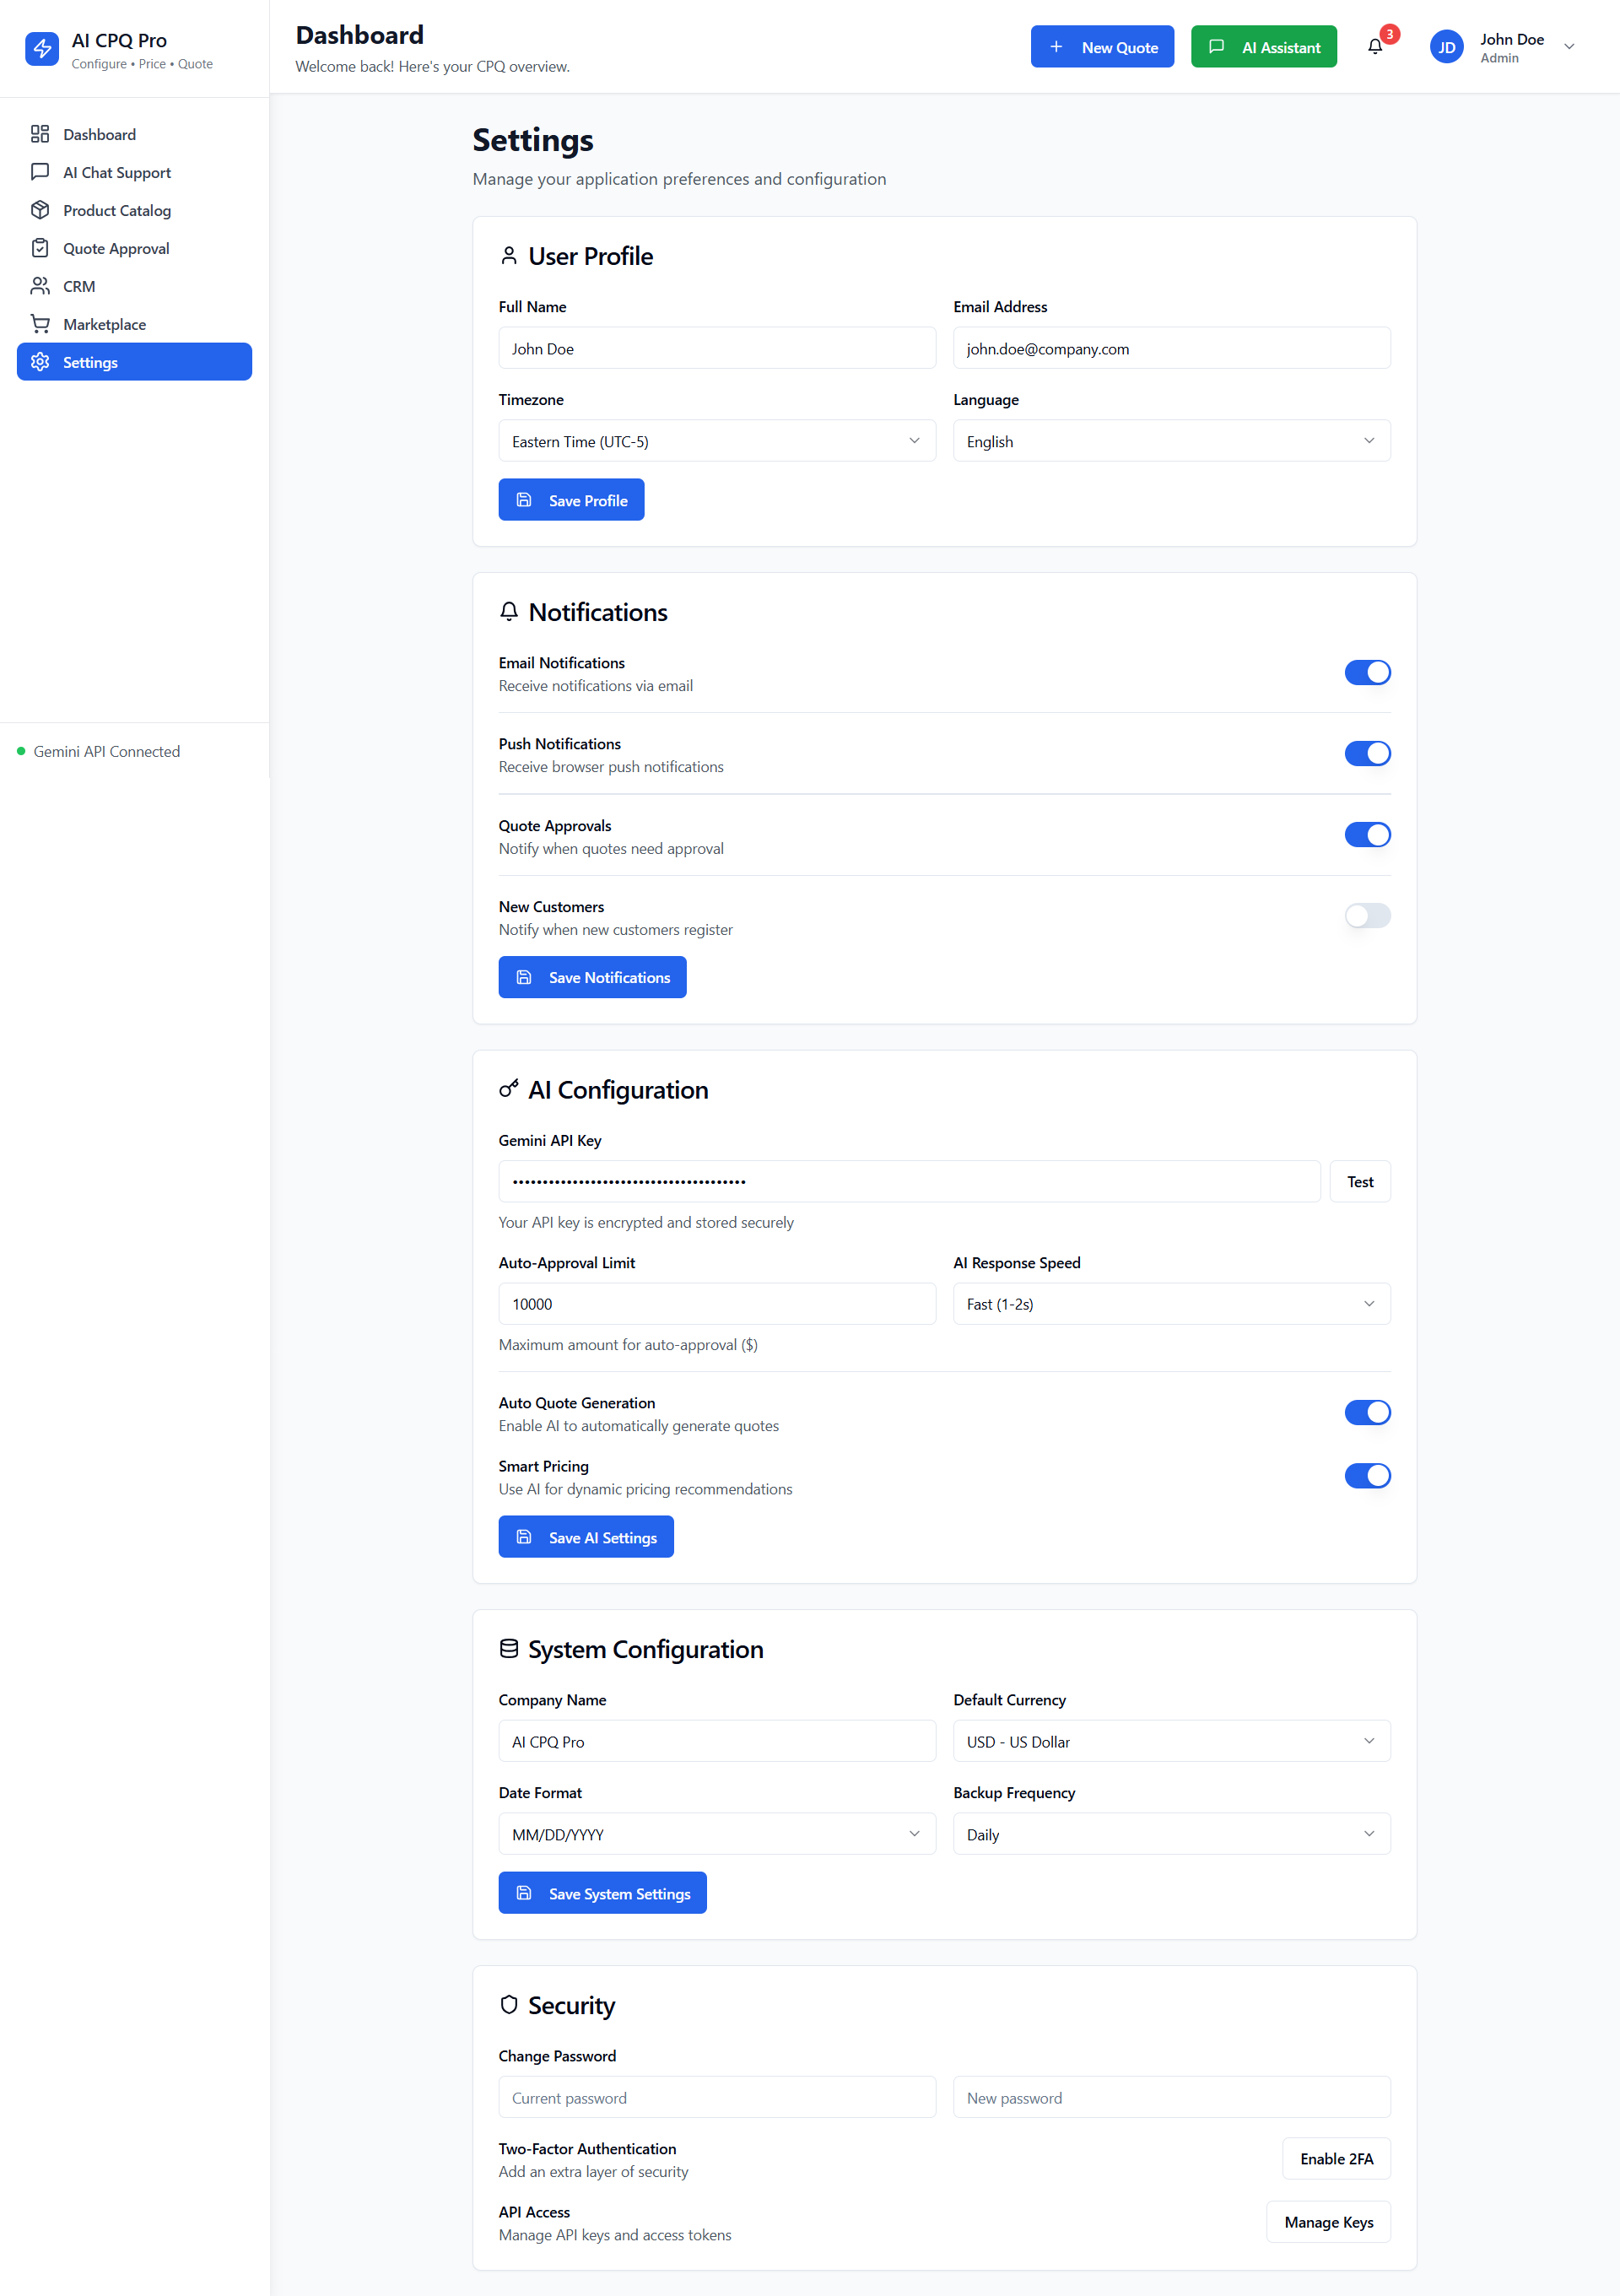 AI CPQ Pro
Configure • Price • Quote
Dashboard
AI Chat Support
Product Catalog
Quote Approval
CRM
Marketplace
Settings
Gemini API Connected
Dashboard
Welcome back! Here's your CPQ overview.
New Quote
AI Assistant
3
JD
John Doe
Admin
Settings
Manage your application preferences and configuration
User Profile
Full Name
Email Address
John Doe
john.doe@company.com
Timezone
Language
Eastern Time (UTC-5)
English
Save Profile
Notifications
Email Notifications
Receive notifications via email
Push Notifications
Receive browser push notifications
Quote Approvals
Notify when quotes need approval
New Customers
Notify when new customers register
Save Notifications
AI Configuration
Gemini API Key
•••••••••••••••••••••••••••••••••••••••
Test
Your API key is encrypted and stored securely
Auto-Approval Limit
AI Response Speed
10000
Fast (1-2s)
Maximum amount for auto-approval ($)
Auto Quote Generation
Enable AI to automatically generate quotes
Smart Pricing
Use AI for dynamic pricing recommendations
Save AI Settings
System Configuration
Company Name
Default Currency
AI CPQ Pro
USD - US Dollar
Date Format
Backup Frequency
MM/DD/YYYY
Daily
Save System Settings
Security
Change Password
Current password
New password
Two-Factor Authentication
Add an extra layer of security
Enable 2FA
API Access
Manage API keys and access tokens
Manage Keys